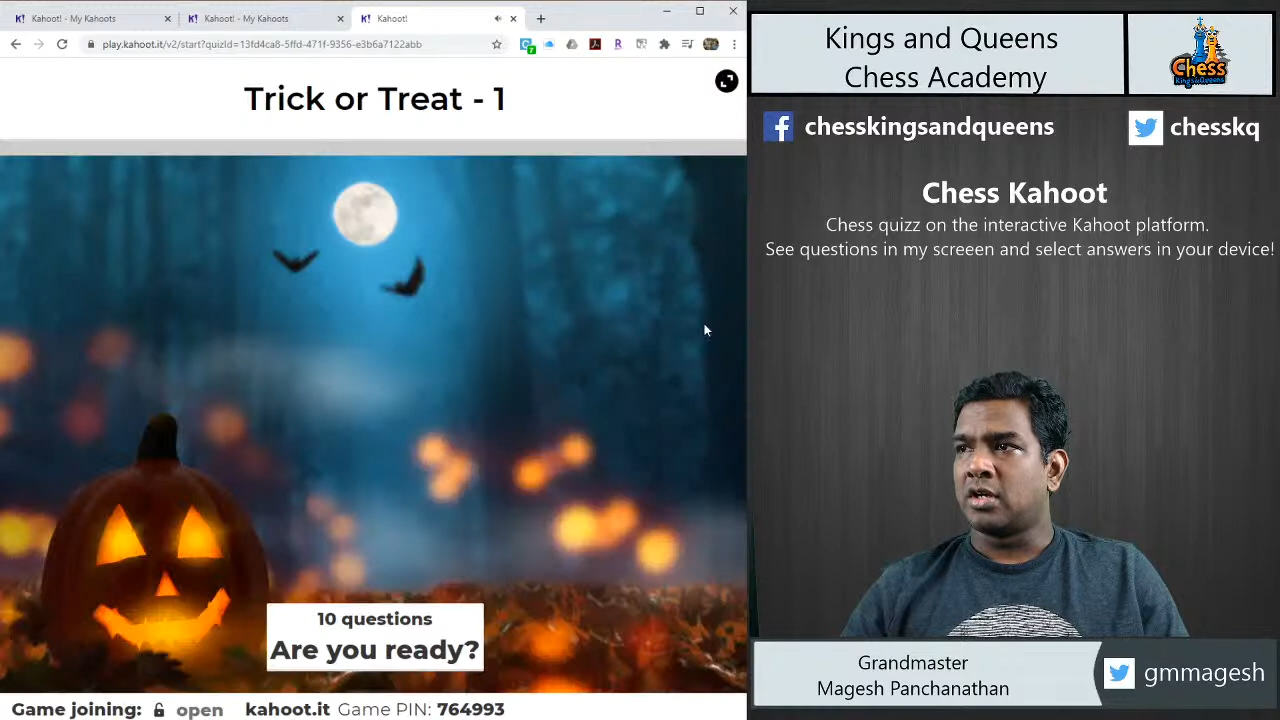 Kahoot! - My Kahoots
Kahoot! - My Kahoots
Kahoot!
play.kahoot.it/v2/start?quizId=13fd4ca8-5ffd-471f-9356-e3b6a7122abb
Trick or Treat - 1
10 questions
Are you ready?
Game joining: open kahoot.it Game PIN: 764993
Kings and Queens
Chess Academy
Chess
Kings&Queens
chesskingsandqueens
chesskq
Chess Kahoot
Chess quizz on the interactive Kahoot platform.
See questions in my screeen and select answers in your device!
Grandmaster
Magesh Panchanathan
gmmagesh